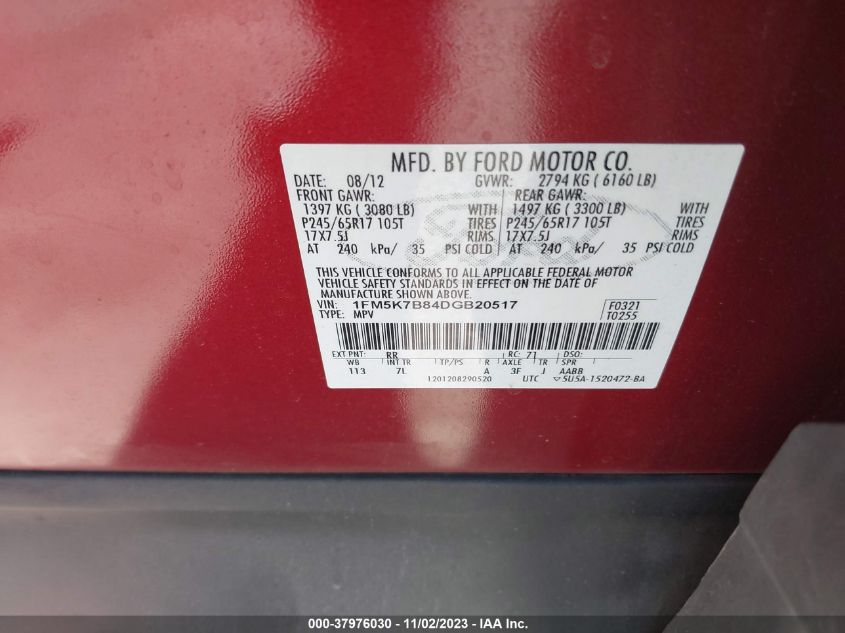 MFD. BY FORD MOTOR CO.
DATE: 08/12 GVWR: 2794 KG ( 6160 LB)
FRONT GAWR: REAR GAWR:
1397 KG ( 3080 LB) WITH 1497 KG ( 3300 LB) WITH
P245/65R17 105T TIRES P245/65R17 105T TIRES
17X7.5J RIMS 17X7.5J RIMS
AT 240 kPa/ 35 PSI COLD AT 240 kPa/ 35 PSI COLD
THIS VEHICLE CONFORMS TO ALL APPLICABLE FEDERAL MOTOR
VEHICLE SAFETY STANDARDS IN EFFECT ON THE DATE OF
MANUFACTURE SHOWN ABOVE.
VIN: 1FM5K7B84DGB20517 F0321
TYPE: MPV T0255
EXT PNT: RR RC: 71 DSO:
WB INT TR TP/PS R AXLE TR SPR
113 7L A 3F J AABB
1201208290520 UTC ▽5U5A-1520472-BA
000-37976030 - 11/02/2023 - IAA Inc.